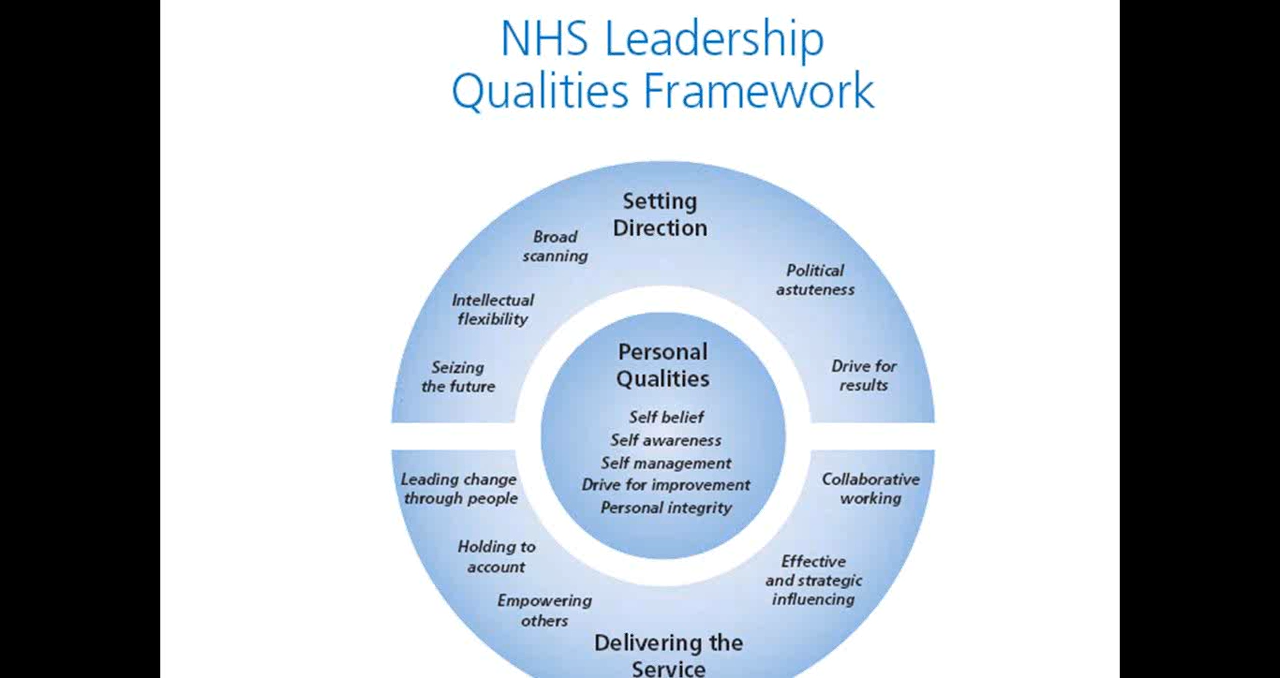 NHS Leadership
Qualities Framework
Setting
Direction
Broad
scanning
Intellectual
flexibility
Seizing
the future
Political
astuteness
Drive for
results
Personal
Qualities
Self belief
Self awareness
Self management
Drive for improvement
Personal integrity
Leading change
through people
Holding to
account
Empowering
others
Collaborative
working
Effective
and strategic
influencing
Delivering the
Service